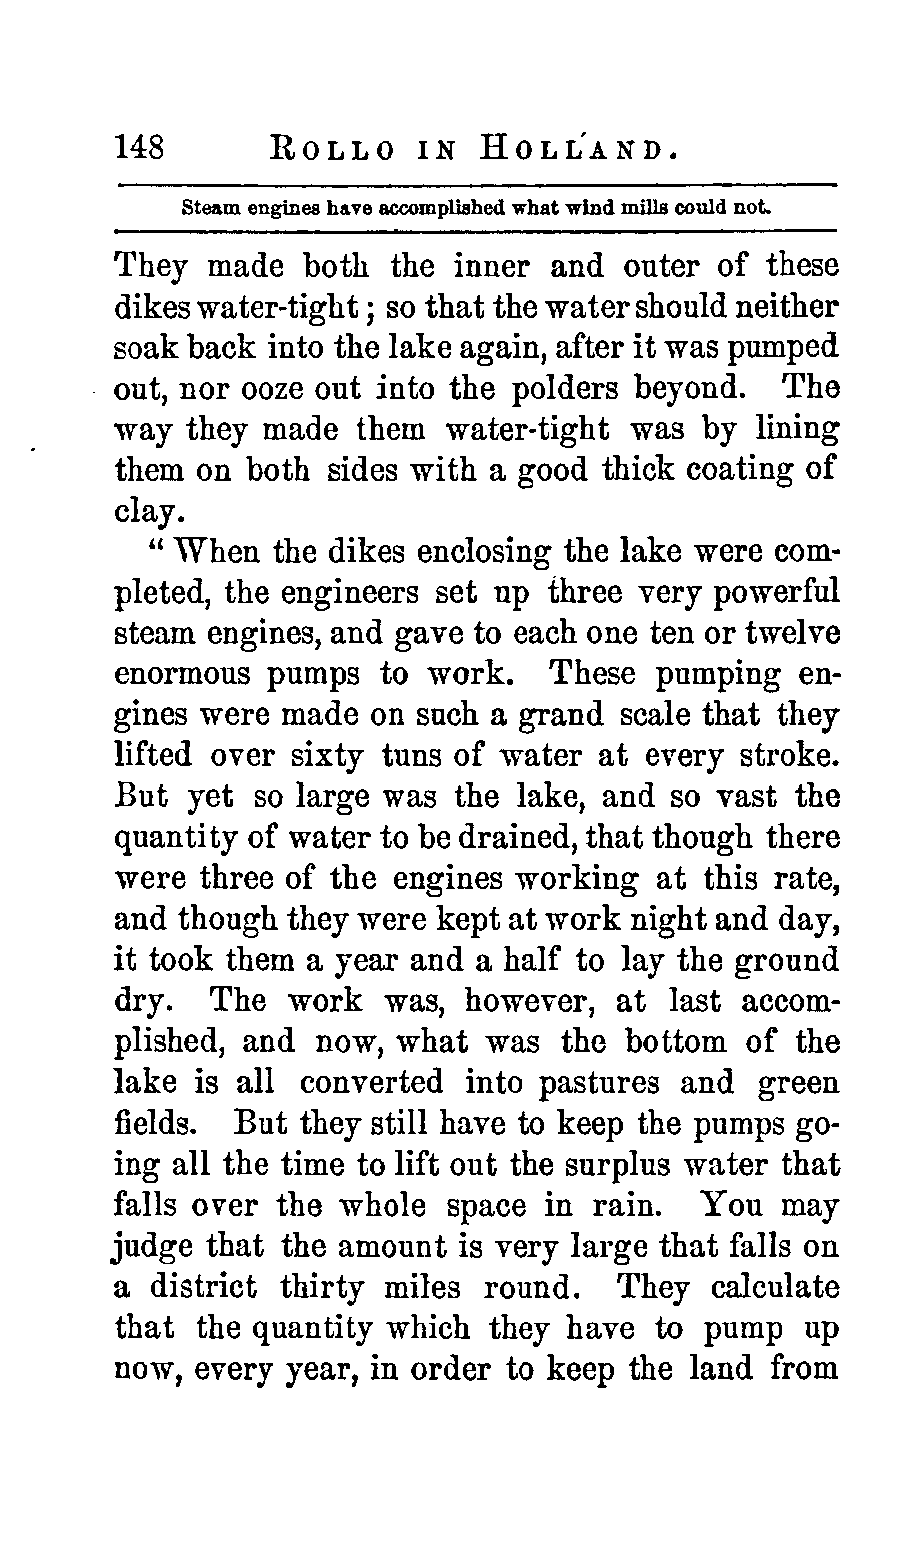 148 ROLLO IN HOLLAND.
Steam engines have accomplished what wind mills could not.
They made both the inner and outer of these
dikes water-tight; so that the water should neither
soak back into the lake again, after it was pumped
out, nor ooze out into the polders beyond. The
way they made them water-tight was by lining
them on both sides with a good thick coating of
clay.
“ When the dikes enclosing the lake were com-
pleted, the engineers set up three very powerful
steam engines, and gave to each one ten or twelve
enormous pumps to work. These pumping en-
gines were made on such a grand scale that they
lifted over sixty tuns of water at every stroke.
But yet so large was the lake, and so vast the
quantity of water to be drained, that though there
were three of the engines working at this rate,
and though they were kept at work night and day,
it took them a year and a half to lay the ground
dry. The work was, however, at last accom-
plished, and now, what was the bottom of the
lake is all converted into pastures and green
fields. But they still have to keep the pumps go-
ing all the time to lift out the surplus water that
falls over the whole space in rain. You may
judge that the amount is very large that falls on
a district thirty miles round. They calculate
that the quantity which they have to pump up
now, every year, in order to keep the land from